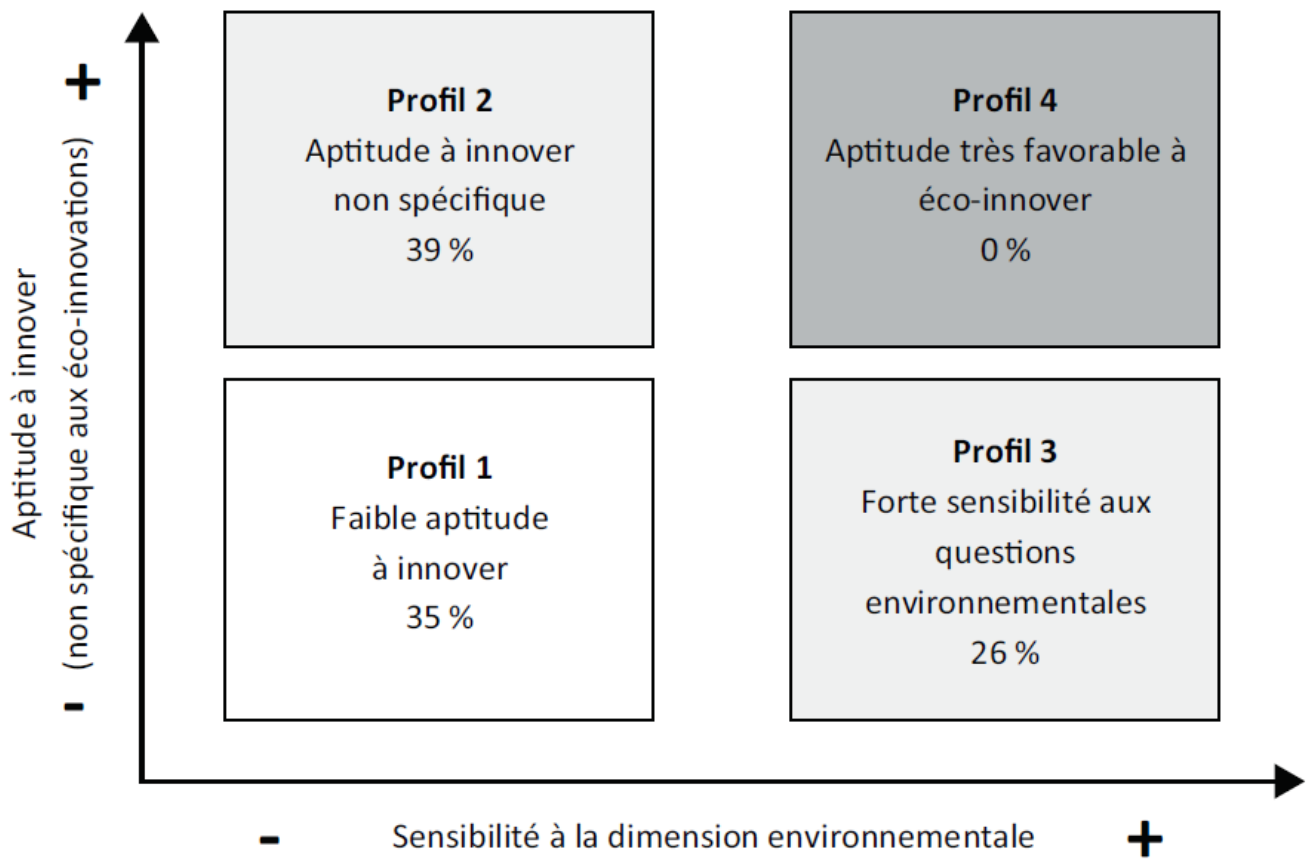 Aptitude à innover
(non spécifique aux éco-innovations)
+
-
Profil 2
Aptitude à innover
non spécifique
39 %
Profil 4
Aptitude très favorable à
éco-innover
0 %
Profil 1
Faible aptitude
à innover
35 %
Profil 3
Forte sensibilité aux
questions
environnementales
26 %
- Sensibilité à la dimension environnementale +